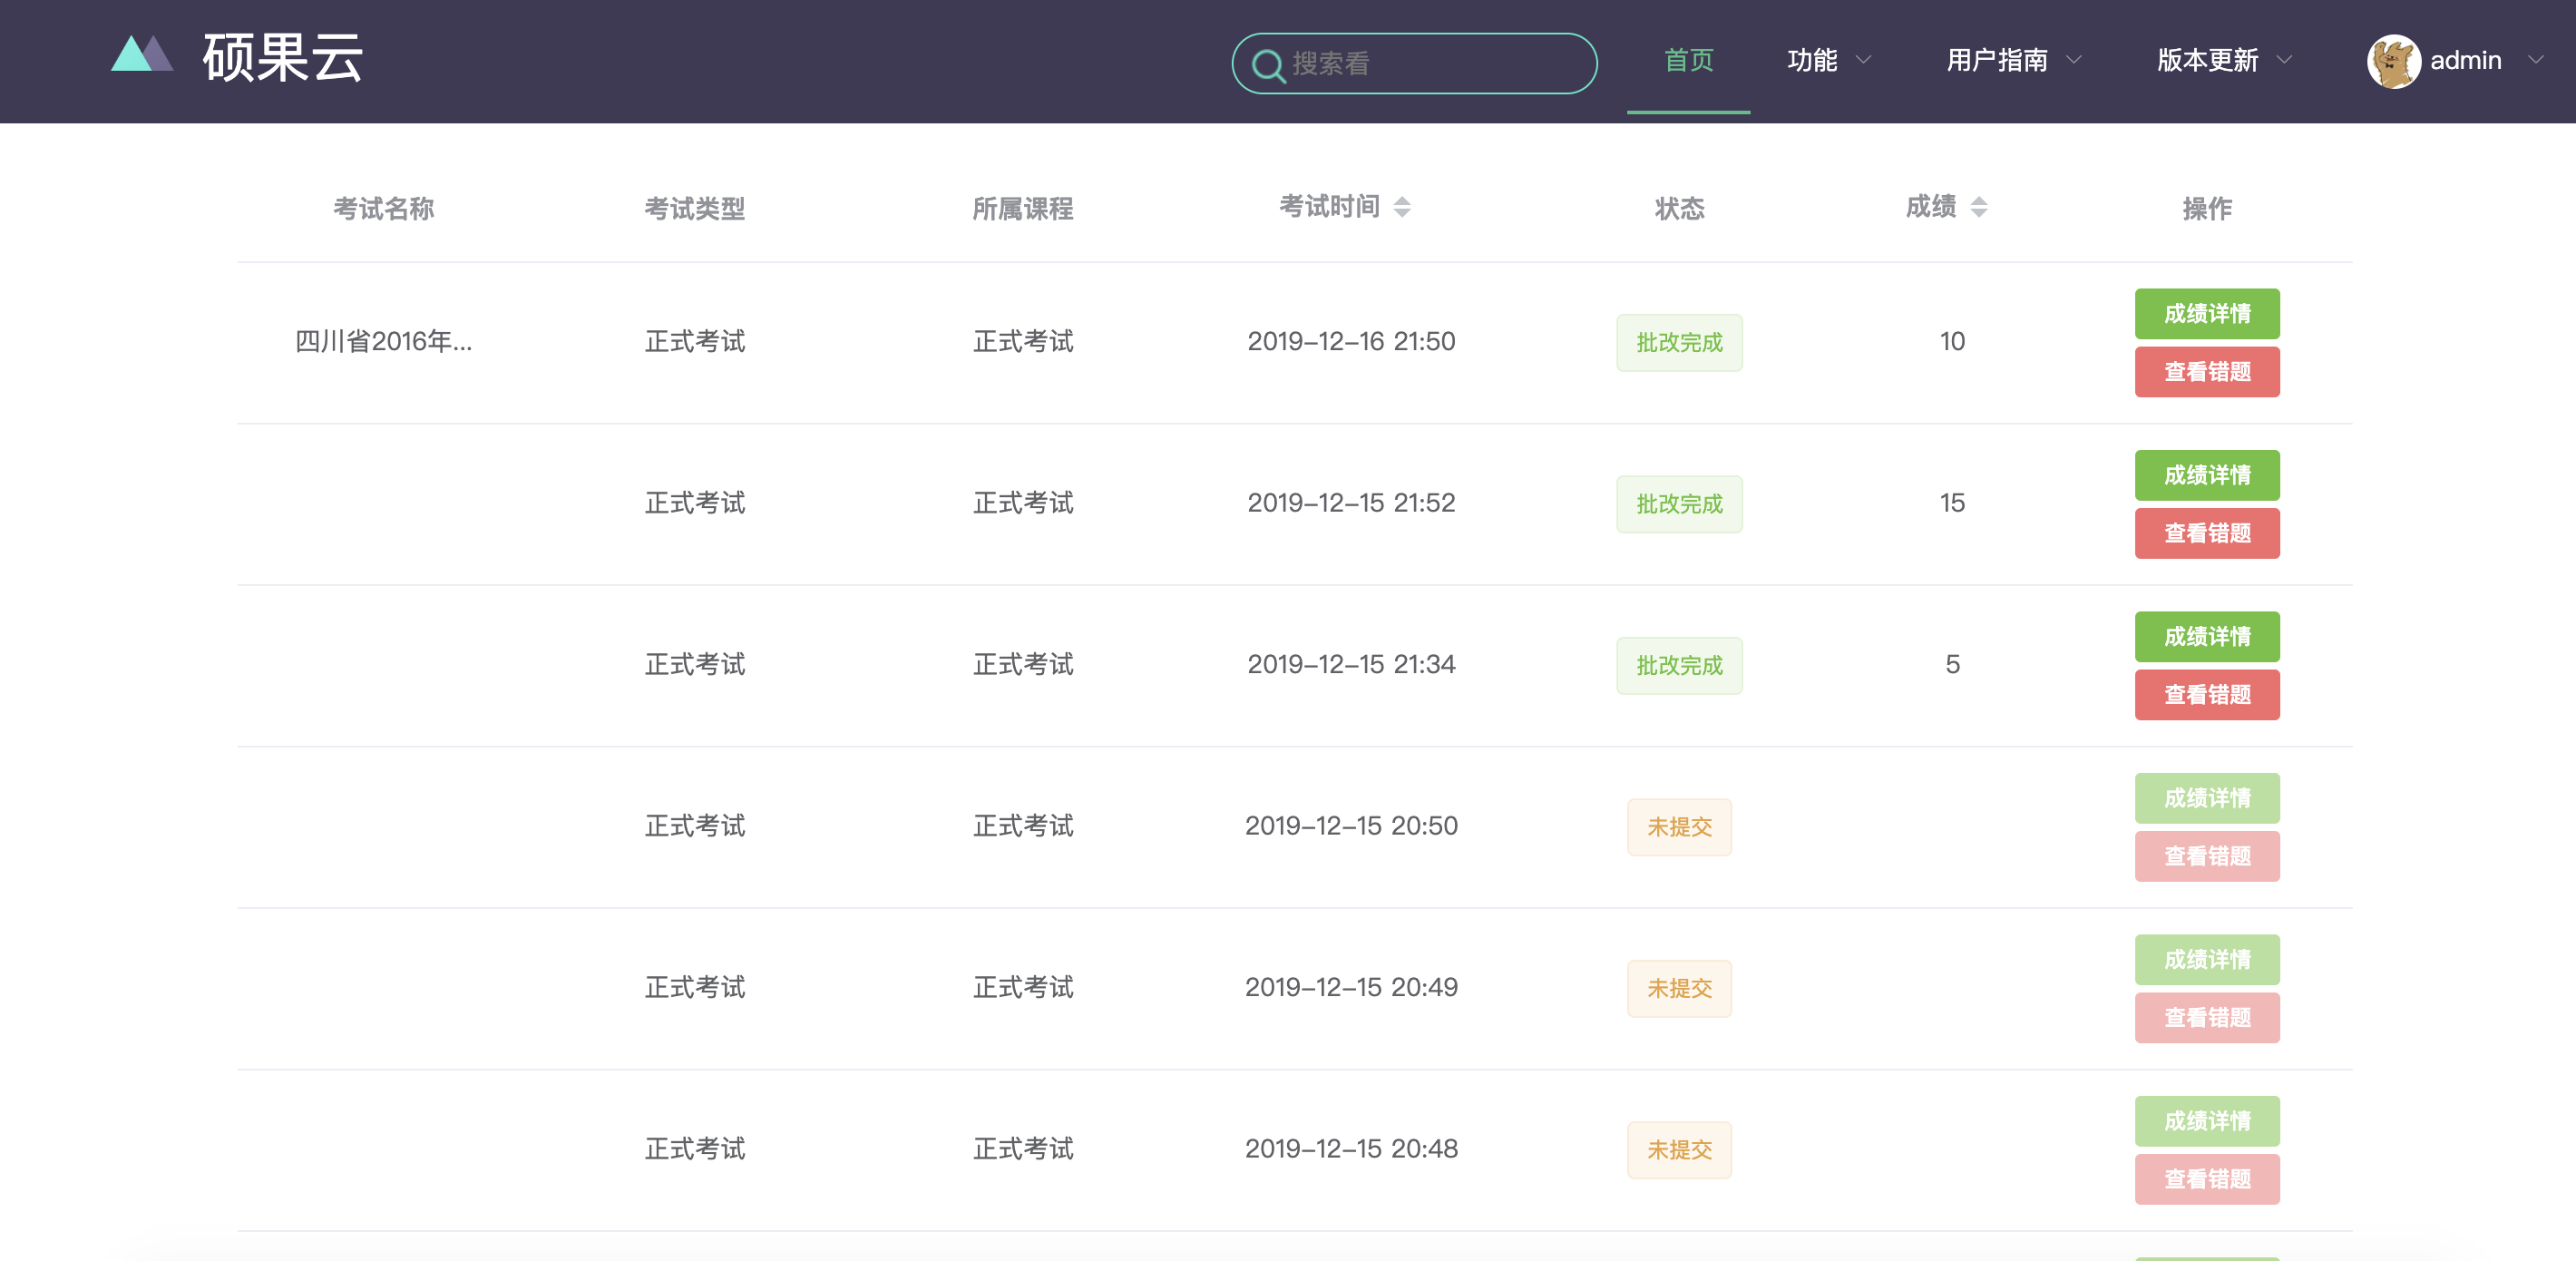 硕果云
搜索看
首页 功能 用户指南 版本更新 admin
考试名称 考试类型 所属课程 考试时间 状态 成绩 操作
四川省2016年... 正式考试 正式考试 2019-12-16 21:50 批改完成 10 成绩详情
查看错题
正式考试 正式考试 2019-12-15 21:52 批改完成 15 成绩详情
查看错题
正式考试 正式考试 2019-12-15 21:34 批改完成 5 成绩详情
查看错题
正式考试 正式考试 2019-12-15 20:50 未提交 成绩详情
查看错题
正式考试 正式考试 2019-12-15 20:49 未提交 成绩详情
查看错题
正式考试 正式考试 2019-12-15 20:48 未提交 成绩详情
查看错题